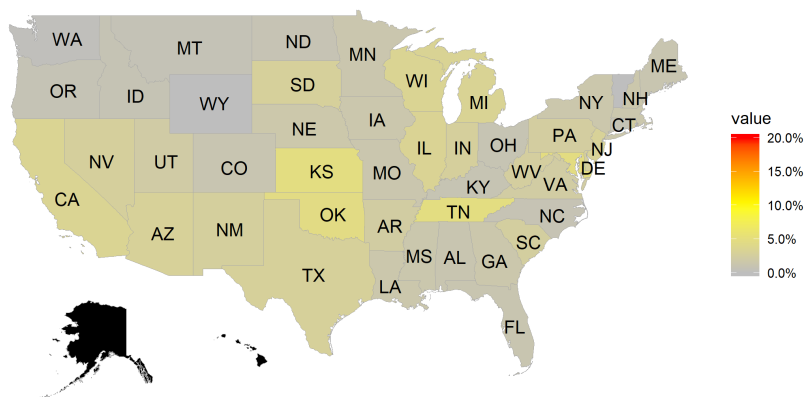 WA
MT
ND
MN
ME
OR
ID
WY
SD
WI
MI
NY
NH
NE
IA
CT
NV
UT
CO
KS
MO
IL
IN
OH
PA
NJ
CA
KY
WV
DE
VA
AZ
NM
OK
AR
TN
NC
SC
TX
LA
MS
AL
GA
FL
value
20.0%
15.0%
10.0%
5.0%
0.0%